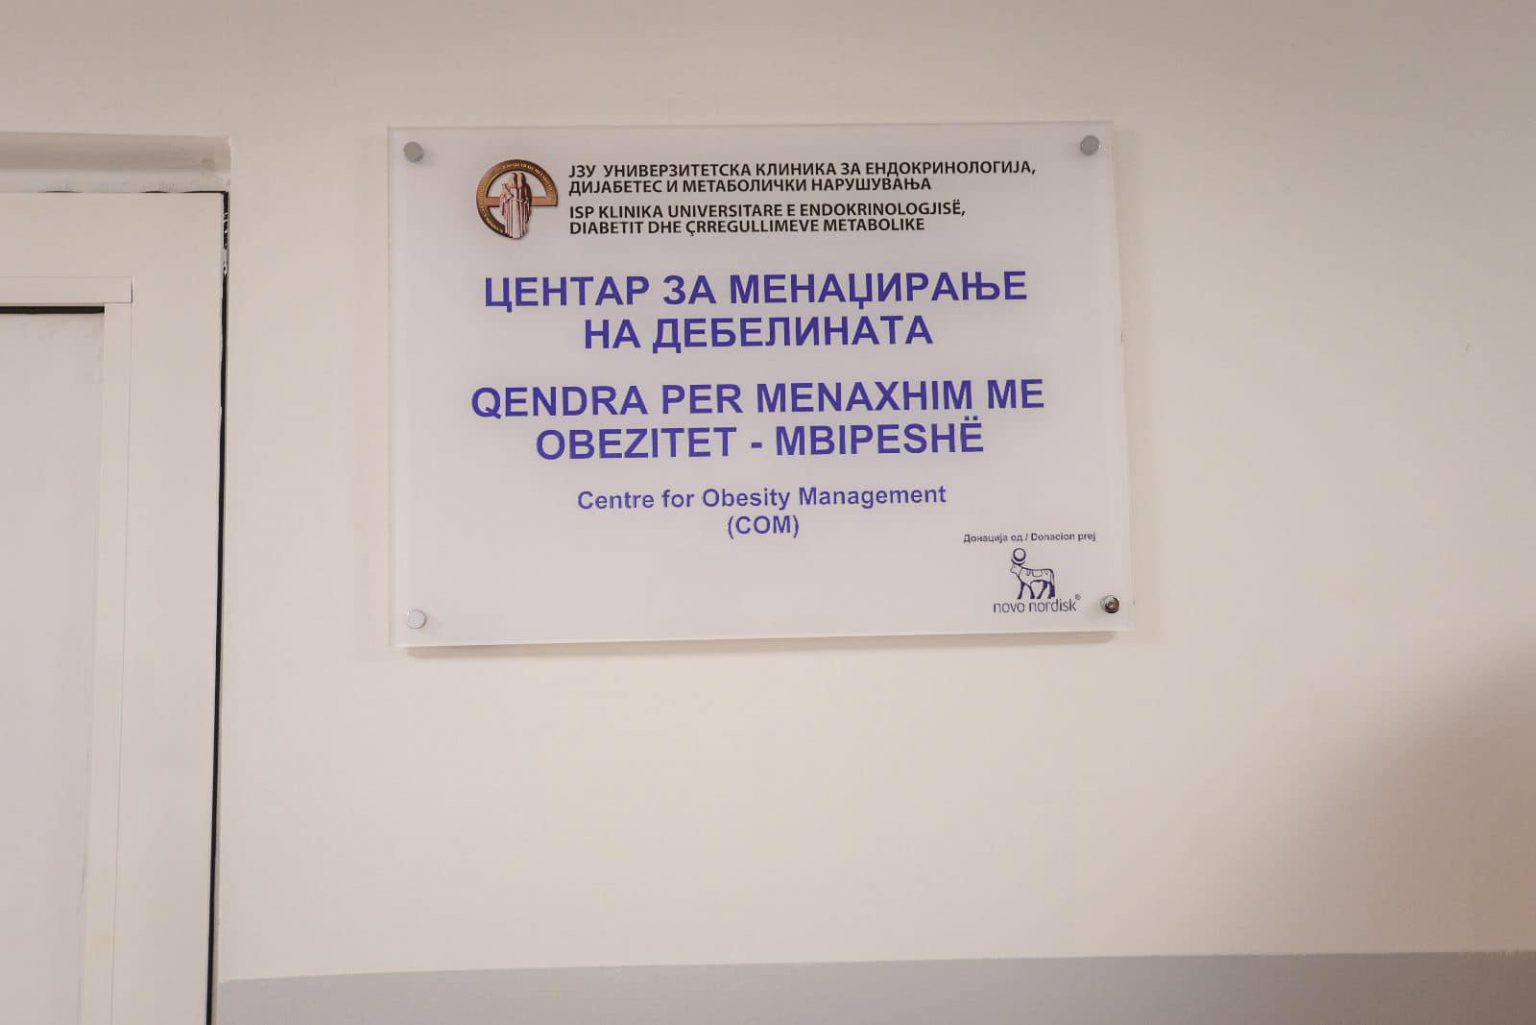 ЈЗУ УНИВЕРЗИТЕТСКА КЛИНИКА ЗА ЕНДОКРИНОЛОГИЈА,
ДИЈАБЕТЕС И МЕТАБОЛИЧКИ НАРУШУВАЊА
ISP KLINIKA UNIVERSITARE E ENDOKRINOLOGJISË,
DIABETIT DHE ÇRREGULLIMEVE METABOLIKE
ЦЕНТАР ЗА МЕНАЏИРАЊЕ
НА ДЕБЕЛИНАТА
QENDRA PER MENAXHIM ME
OBEZITET - MBIPESHË
Centre for Obesity Management
(COM)
Донација од / Donacion prej
novo nordisk®